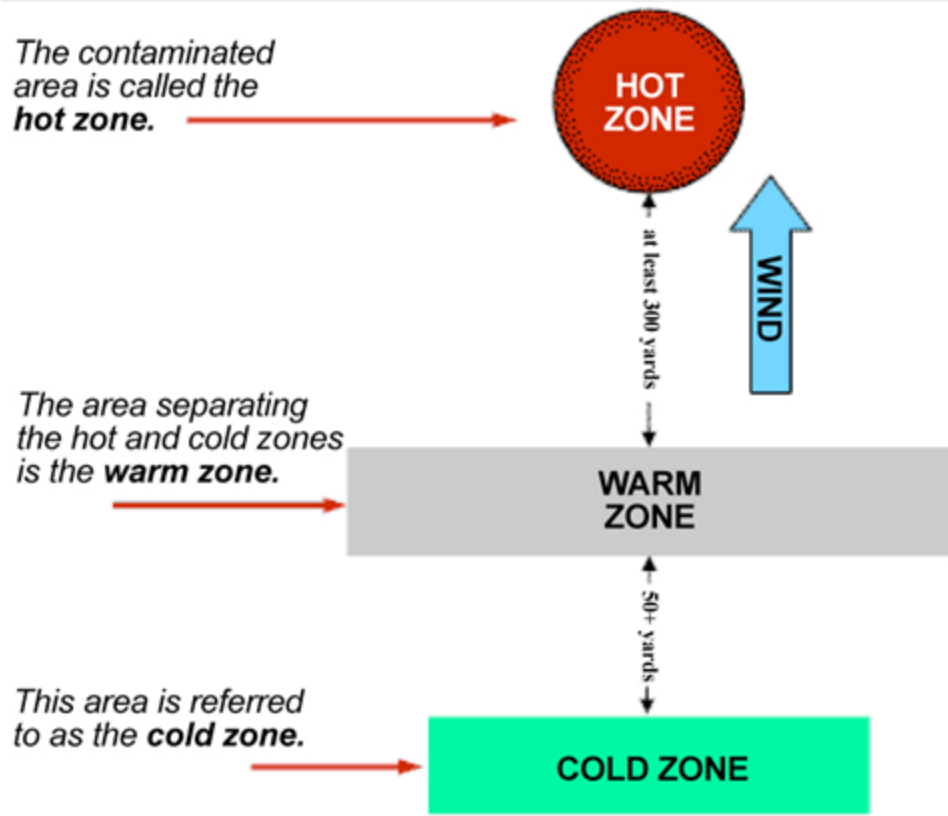 The contaminated
area is called the
hot zone.
HOT
ZONE
at least 300 yards
WIND
The area separating
the hot and cold zones
is the warm zone.
WARM
ZONE
50+ yards
This area is referred
to as the cold zone.
COLD ZONE